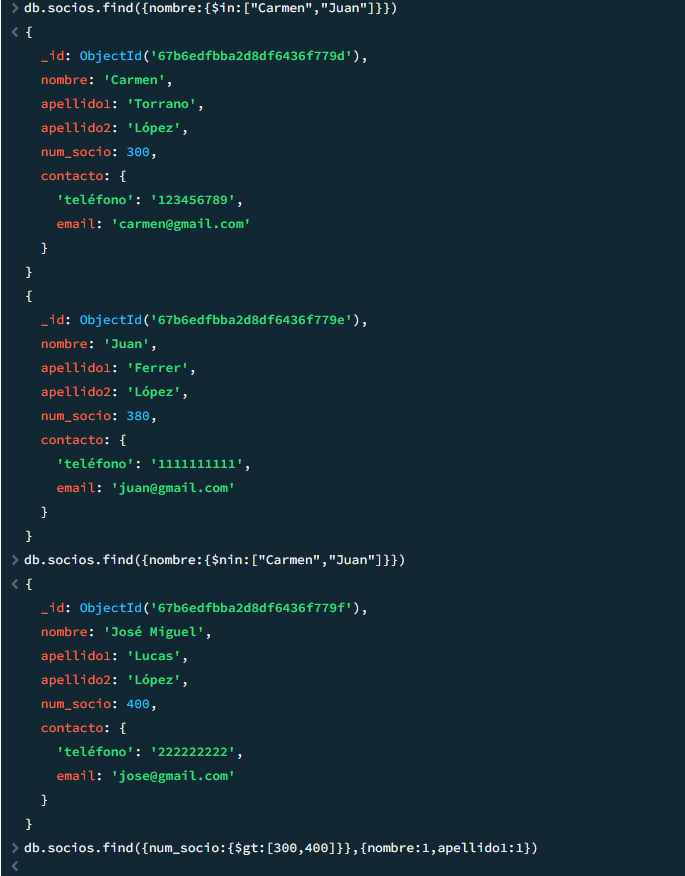 > db.socios.find({nombre:{$in:["Carmen","Juan"]}})
< {
_id: ObjectId('67b6edfbba2d8df6436f779d'),
nombre: 'Carmen',
apellido1: 'Torrano',
apellido2: 'López',
num_socio: 300,
contacto: {
'teléfono': '123456789',
email: 'carmen@gmail.com'
}
}
{
_id: ObjectId('67b6edfbba2d8df6436f779e'),
nombre: 'Juan',
apellido1: 'Ferrer',
apellido2: 'López',
num_socio: 380,
contacto: {
'teléfono': '1111111111',
email: 'juan@gmail.com'
}
}
> db.socios.find({nombre:{$nin:["Carmen","Juan"]}})
< {
_id: ObjectId('67b6edfbba2d8df6436f779f'),
nombre: 'José Miguel',
apellido1: 'Lucas',
apellido2: 'López',
num_socio: 400,
contacto: {
'teléfono': '222222222',
email: 'jose@gmail.com'
}
}
> db.socios.find({num_socio:{$gt:[300,400]}},{nombre:1,apellido1:1})
<